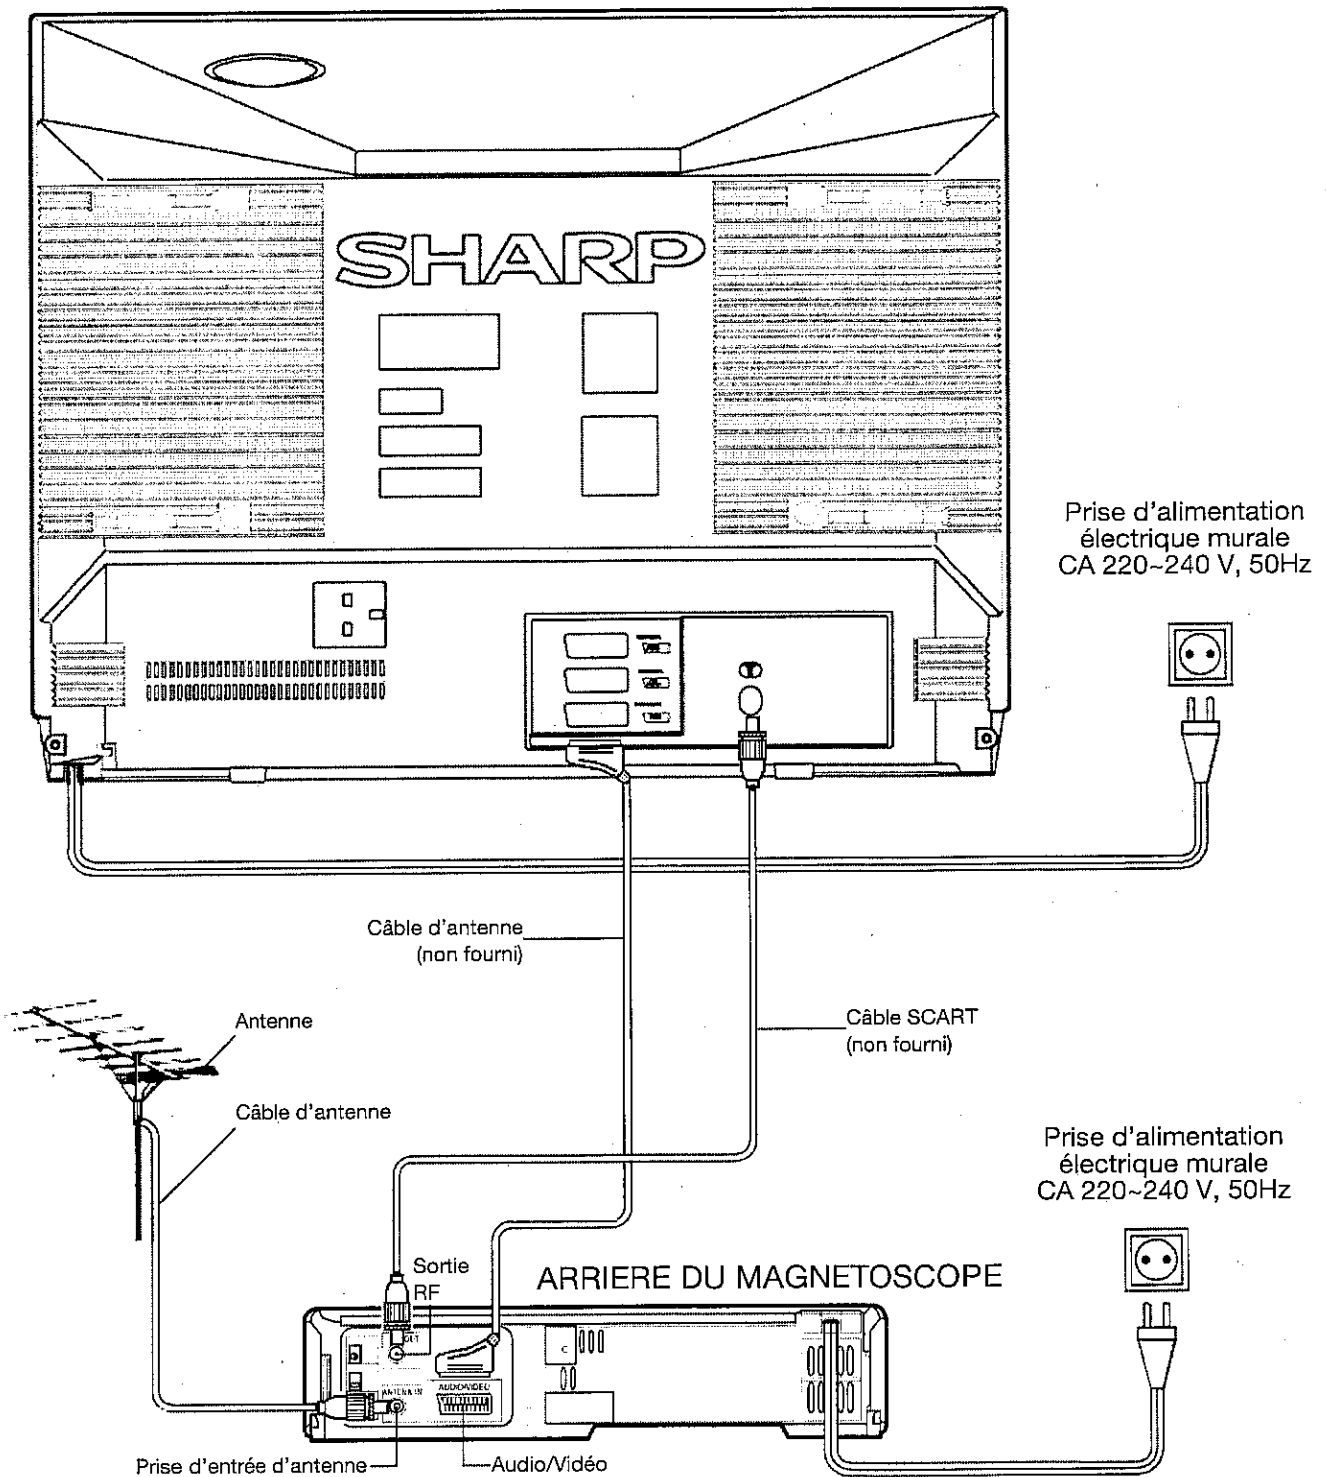 SHARP
Prise d'alimentation
électrique murale
CA 220~240 V, 50Hz
Câble d'antenne
(non fourni)
Antenne
Câble SCART
(non fourni)
Câble d'antenne
Prise d'alimentation
électrique murale
CA 220~240 V, 50Hz
Sortie
RF
ARRIERE DU MAGNETOSCOPE
OUT
ANTENNA IN
AUDIO/VIDEO
C
Prise d'entrée d'antenne
Audio/Vidéo